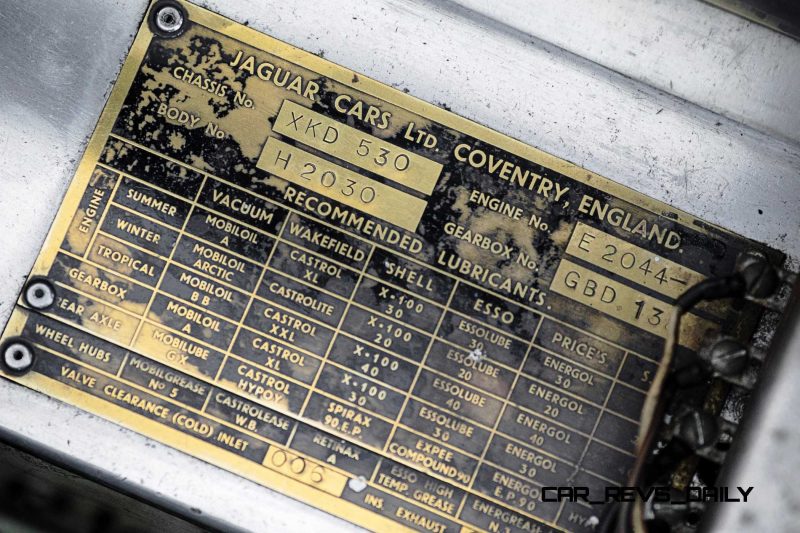 JAGUAR CARS LTD. COVENTRY, ENGLAND.
CHASSIS No. XKD 530 ENGINE No. E 2044-
BODY No. H 2030 GEARBOX No. GBD. 13
RECOMMENDED LUBRICANTS.
VACUUM WAKEFIELD SHELL ESSO PRICE'S
ENGINE SUMMER MOBILOIL A CASTROL XL X-100 30 ESSOLUBE 30 ENERGOL 30
WINTER MOBILOIL ARCTIC CASTROLITE X-100 20 ESSOLUBE 20 ENERGOL 20
TROPICAL MOBILOIL BB CASTROL XXL X-100 40 ESSOLUBE 40 ENERGOL 40
GEARBOX MOBILOIL A CASTROL XL X-100 30 ESSOLUBE 30 ENERGOL 30
REAR AXLE MOBILUBE GX CASTROL HYPOY SPIRAX 90.E.P. EXPEE COMPOUND 90 ENERGOL E.P. 90
WHEEL HUBS MOBILGREASE No 5 CASTROLEASE W.B. RETINAX A ESSO HIGH TEMP. GREASE ENERGREASE N.3
VALVE CLEARANCE (COLD). INLET 006 INS. EXHAUST
CAR_REVS_DAILY